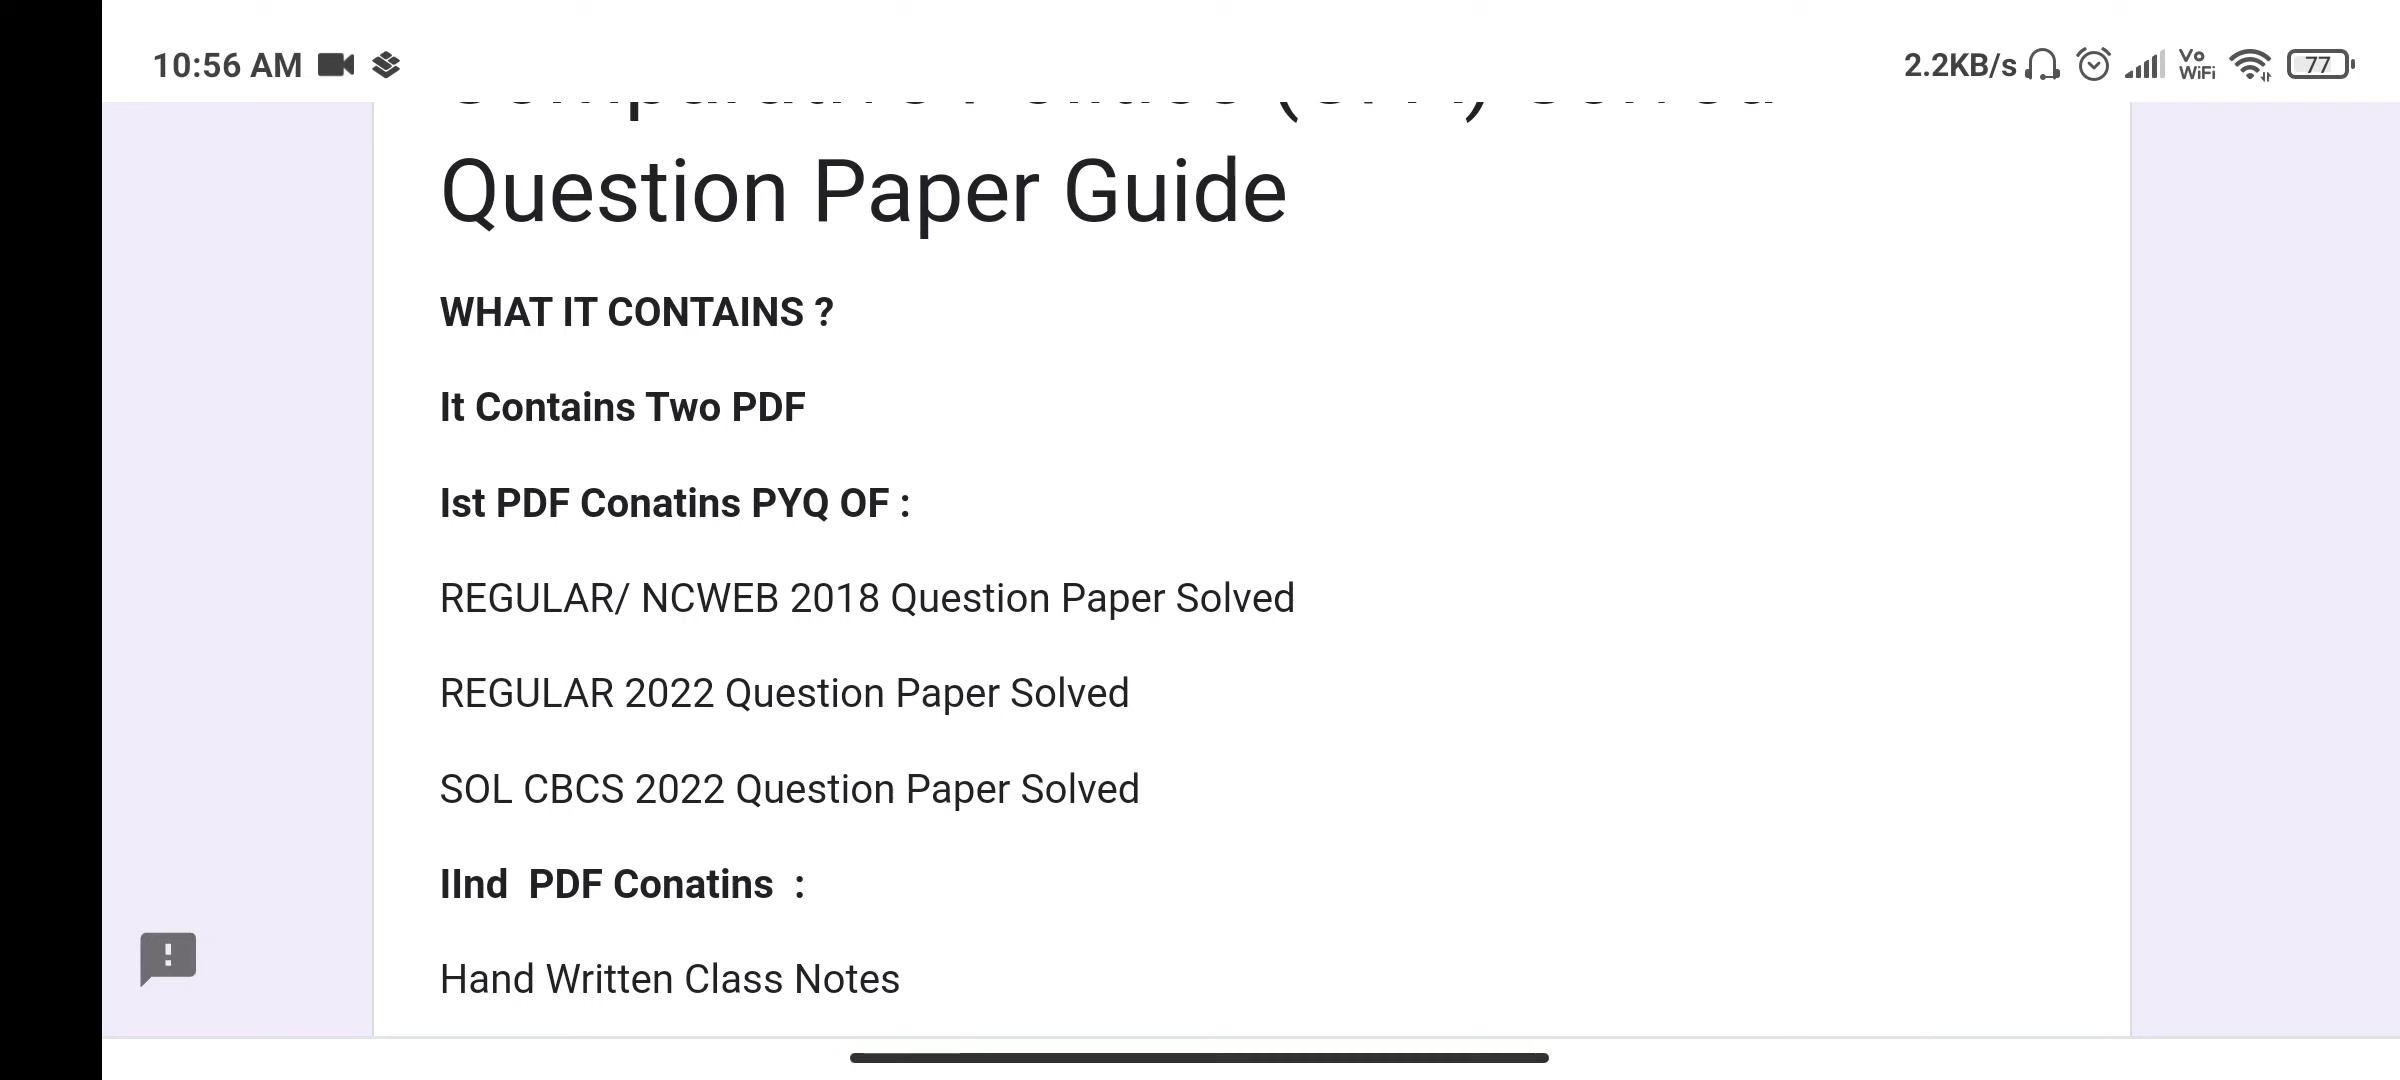 10:56 AM
2.2KB/s
Vo WiFi
77
Question Paper Guide
WHAT IT CONTAINS ?
It Contains Two PDF
Ist PDF Conatins PYQ OF :
REGULAR/ NCWEB 2018 Question Paper Solved
REGULAR 2022 Question Paper Solved
SOL CBCS 2022 Question Paper Solved
IInd  PDF Conatins  :
Hand Written Class Notes